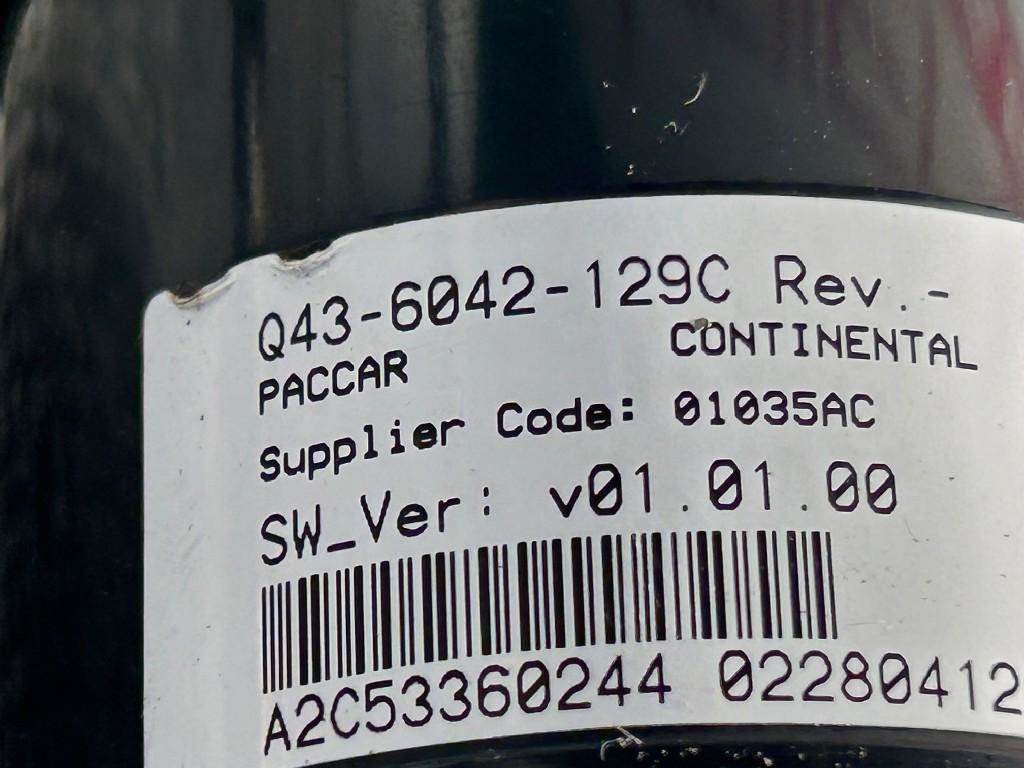 Q43-6042-129C Rev.-
PACCAR CONTINENTAL
Supplier Code: 01035AC
SW_Ver: v01.01.00
A2C53360244 02280412